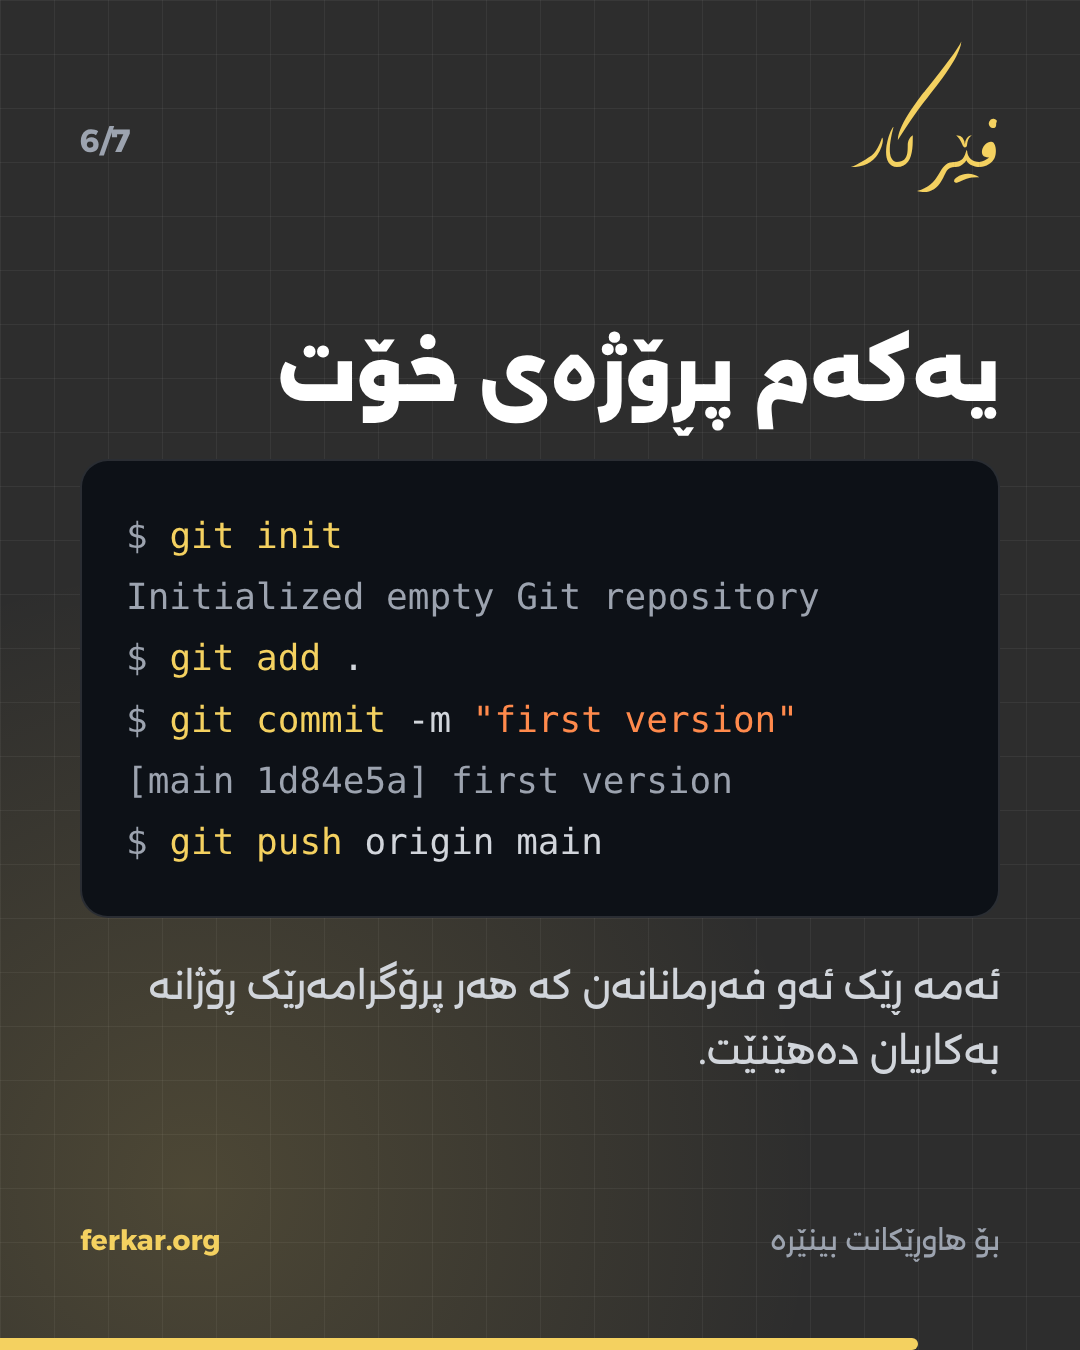 6/7
فێرکار
یەکەم پڕۆژەی خۆت
$ git init
Initialized empty Git repository
$ git add .
$ git commit -m "first version"
[main 1d84e5a] first version
$ git push origin main
ئەمە ڕێک ئەو فەرمانانەن کە هەر پرۆگرامەرێک ڕۆژانە
بەکاریان دەهێنێت.
ferkar.org
بۆ هاوڕێکانت بینێرە